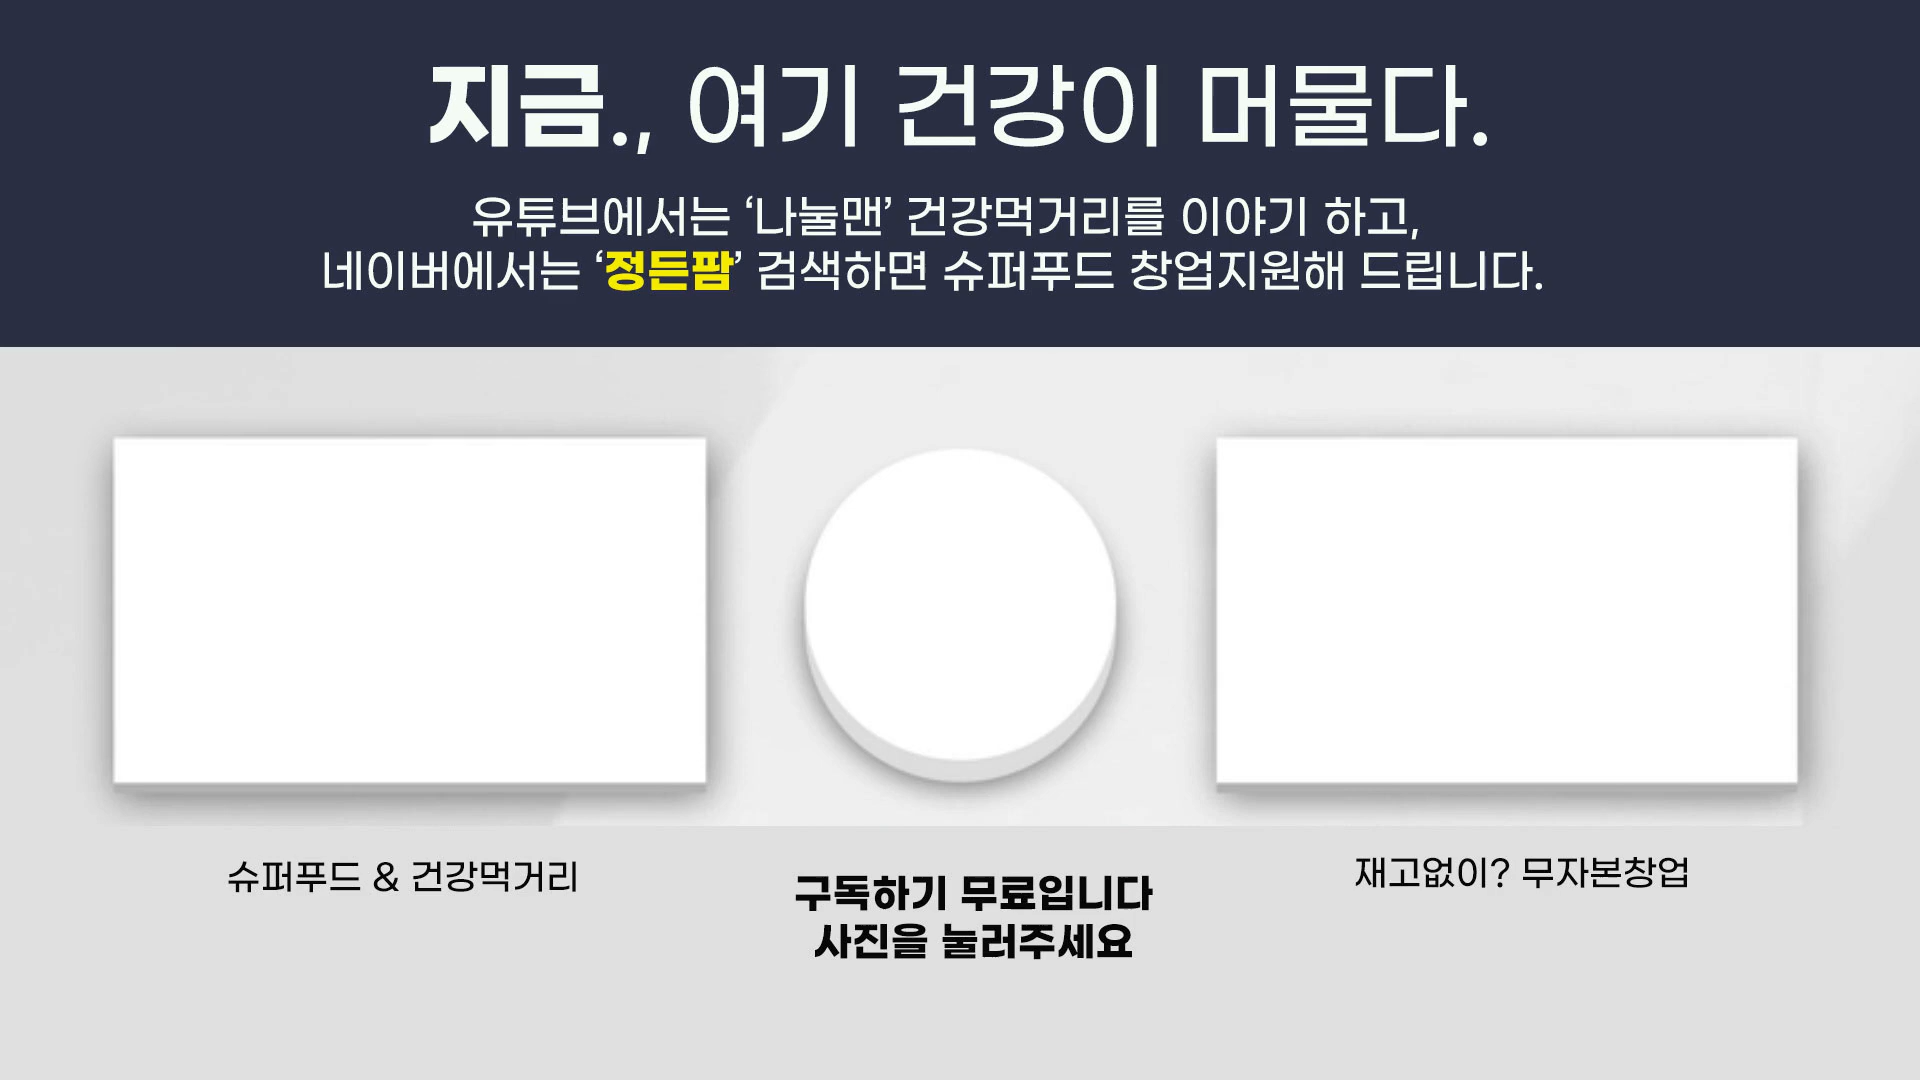 지금., 여기 건강이 머물다.
유튜브에서는 ‘나눌맨’ 건강먹거리를 이야기 하고,
네이버에서는 ‘정든팜’ 검색하면 슈퍼푸드 창업지원해 드립니다.
슈퍼푸드 & 건강먹거리
구독하기 무료입니다
사진을 눌러주세요
재고없이? 무자본창업